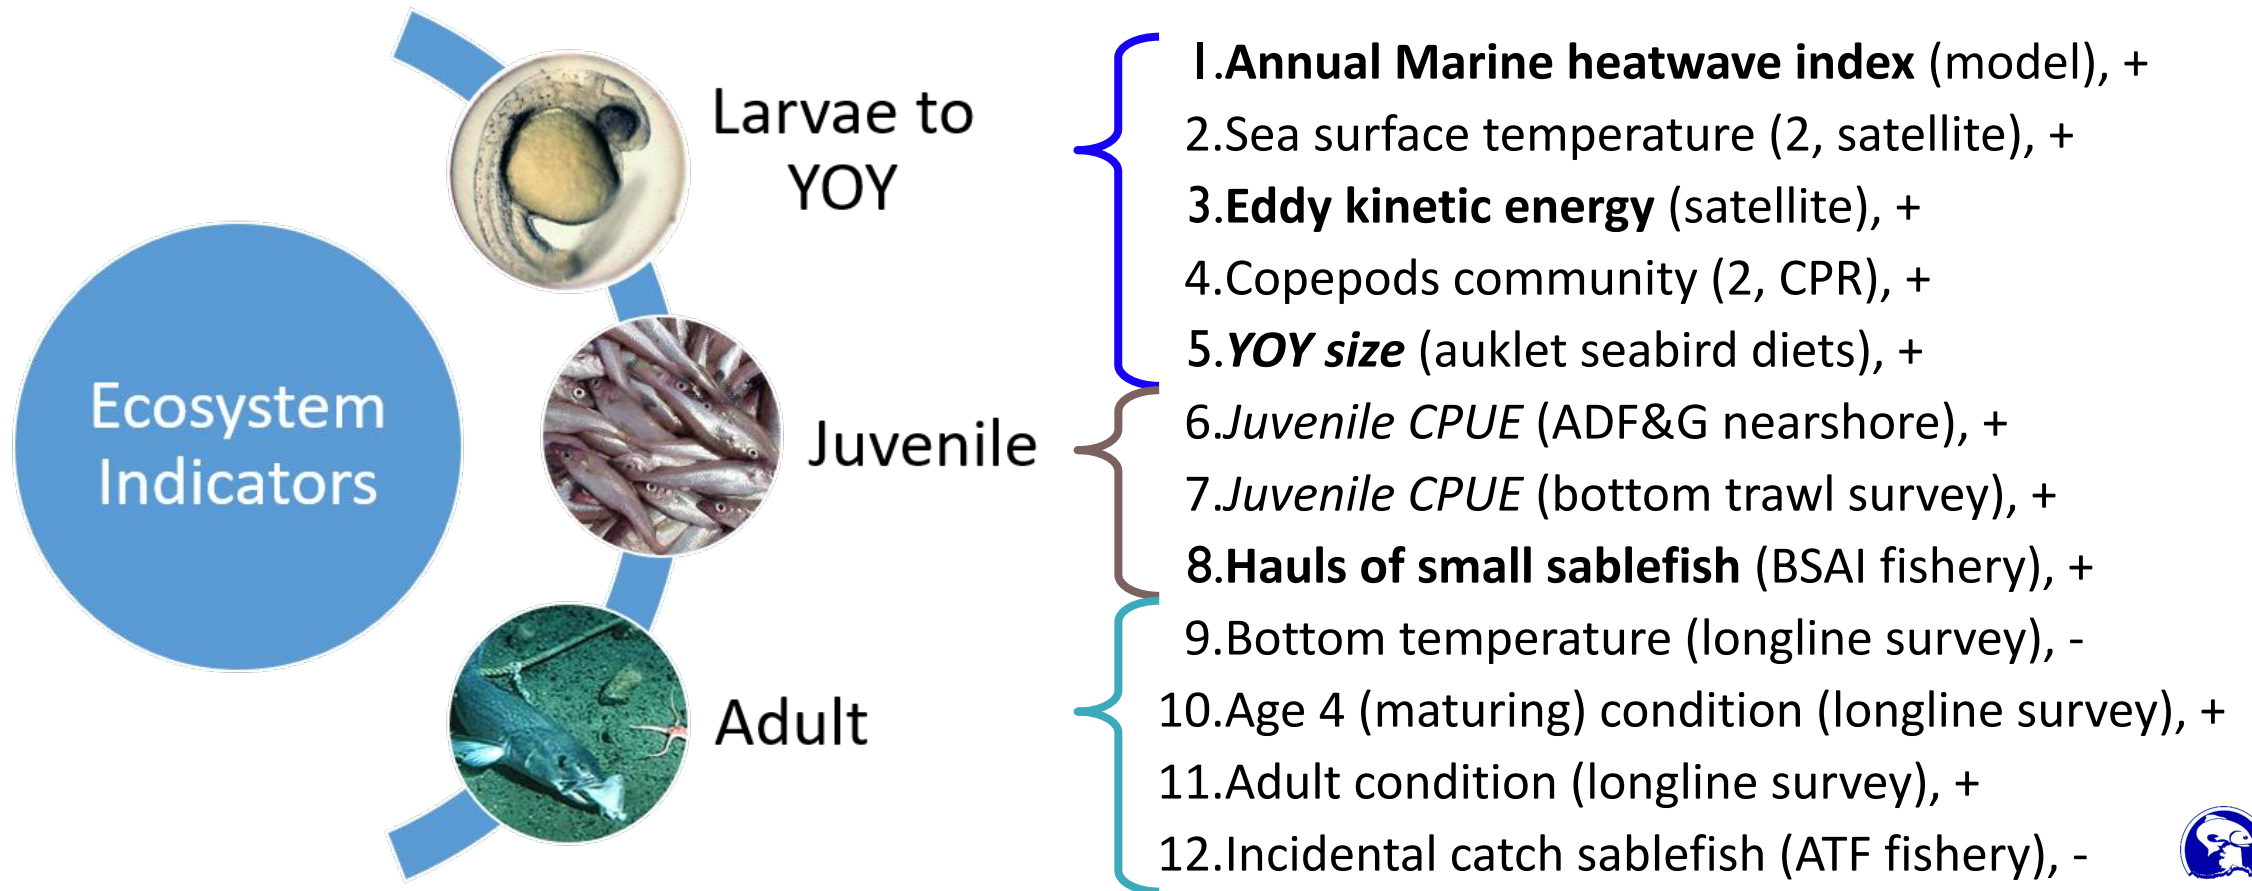 Ecosystem
Indicators
Larvae to
YOY
Juvenile
Adult
1.Annual Marine heatwave index (model), +
2.Sea surface temperature (2, satellite), +
3.Eddy kinetic energy (satellite), +
4.Copepods community (2, CPR), +
5.YOY size (auklet seabird diets), +
6.Juvenile CPUE (ADF&G nearshore), +
7.Juvenile CPUE (bottom trawl survey), +
8.Hauls of small sablefish (BSAI fishery), +
9.Bottom temperature (longline survey), -
10.Age 4 (maturing) condition (longline survey), +
11.Adult condition (longline survey), +
12.Incidental catch sablefish (ATF fishery), -